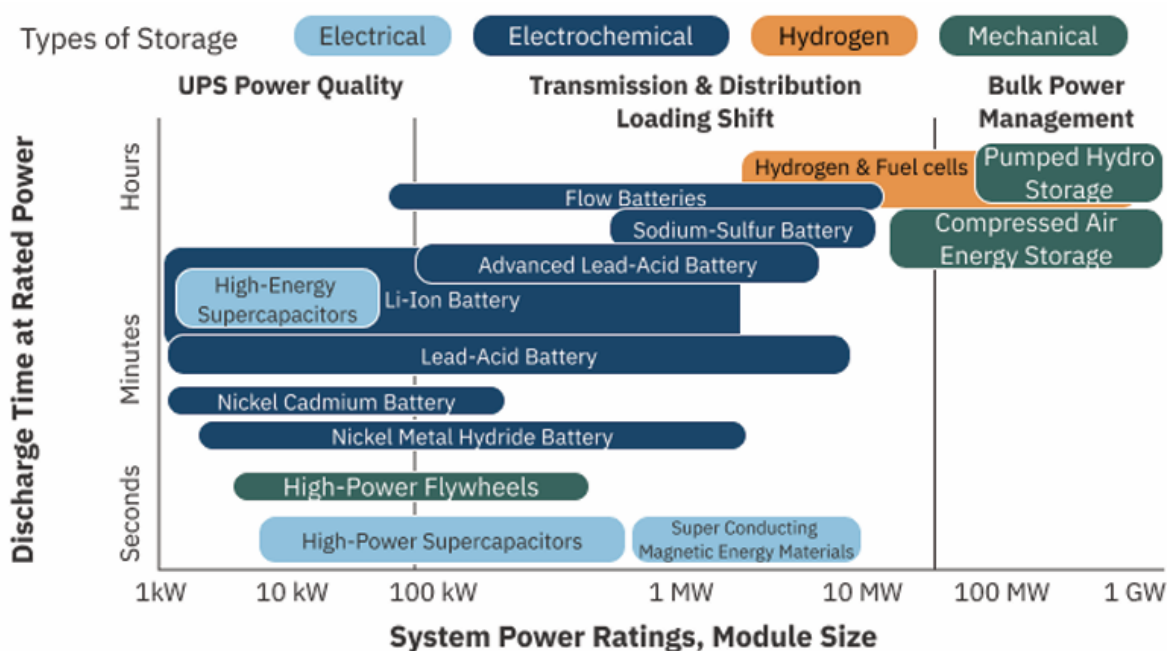 Types of Storage
Electrical
Electrochemical
Hydrogen
Mechanical
UPS Power Quality
Transmission & Distribution
Loading Shift
Bulk Power
Management
Discharge Time at Rated Power
Hours
Minutes
Seconds
Hydrogen & Fuel cells
Pumped Hydro
Storage
Flow Batteries
Sodium-Sulfur Battery
Compressed Air
Energy Storage
Advanced Lead-Acid Battery
High-Energy
Supercapacitors
Li-Ion Battery
Lead-Acid Battery
Nickel Cadmium Battery
Nickel Metal Hydride Battery
High-Power Flywheels
High-Power Supercapacitors
Super Conducting
Magnetic Energy Materials
1kW
10 kW
100 kW
1 MW
10 MW
100 MW
1 GW
System Power Ratings, Module Size